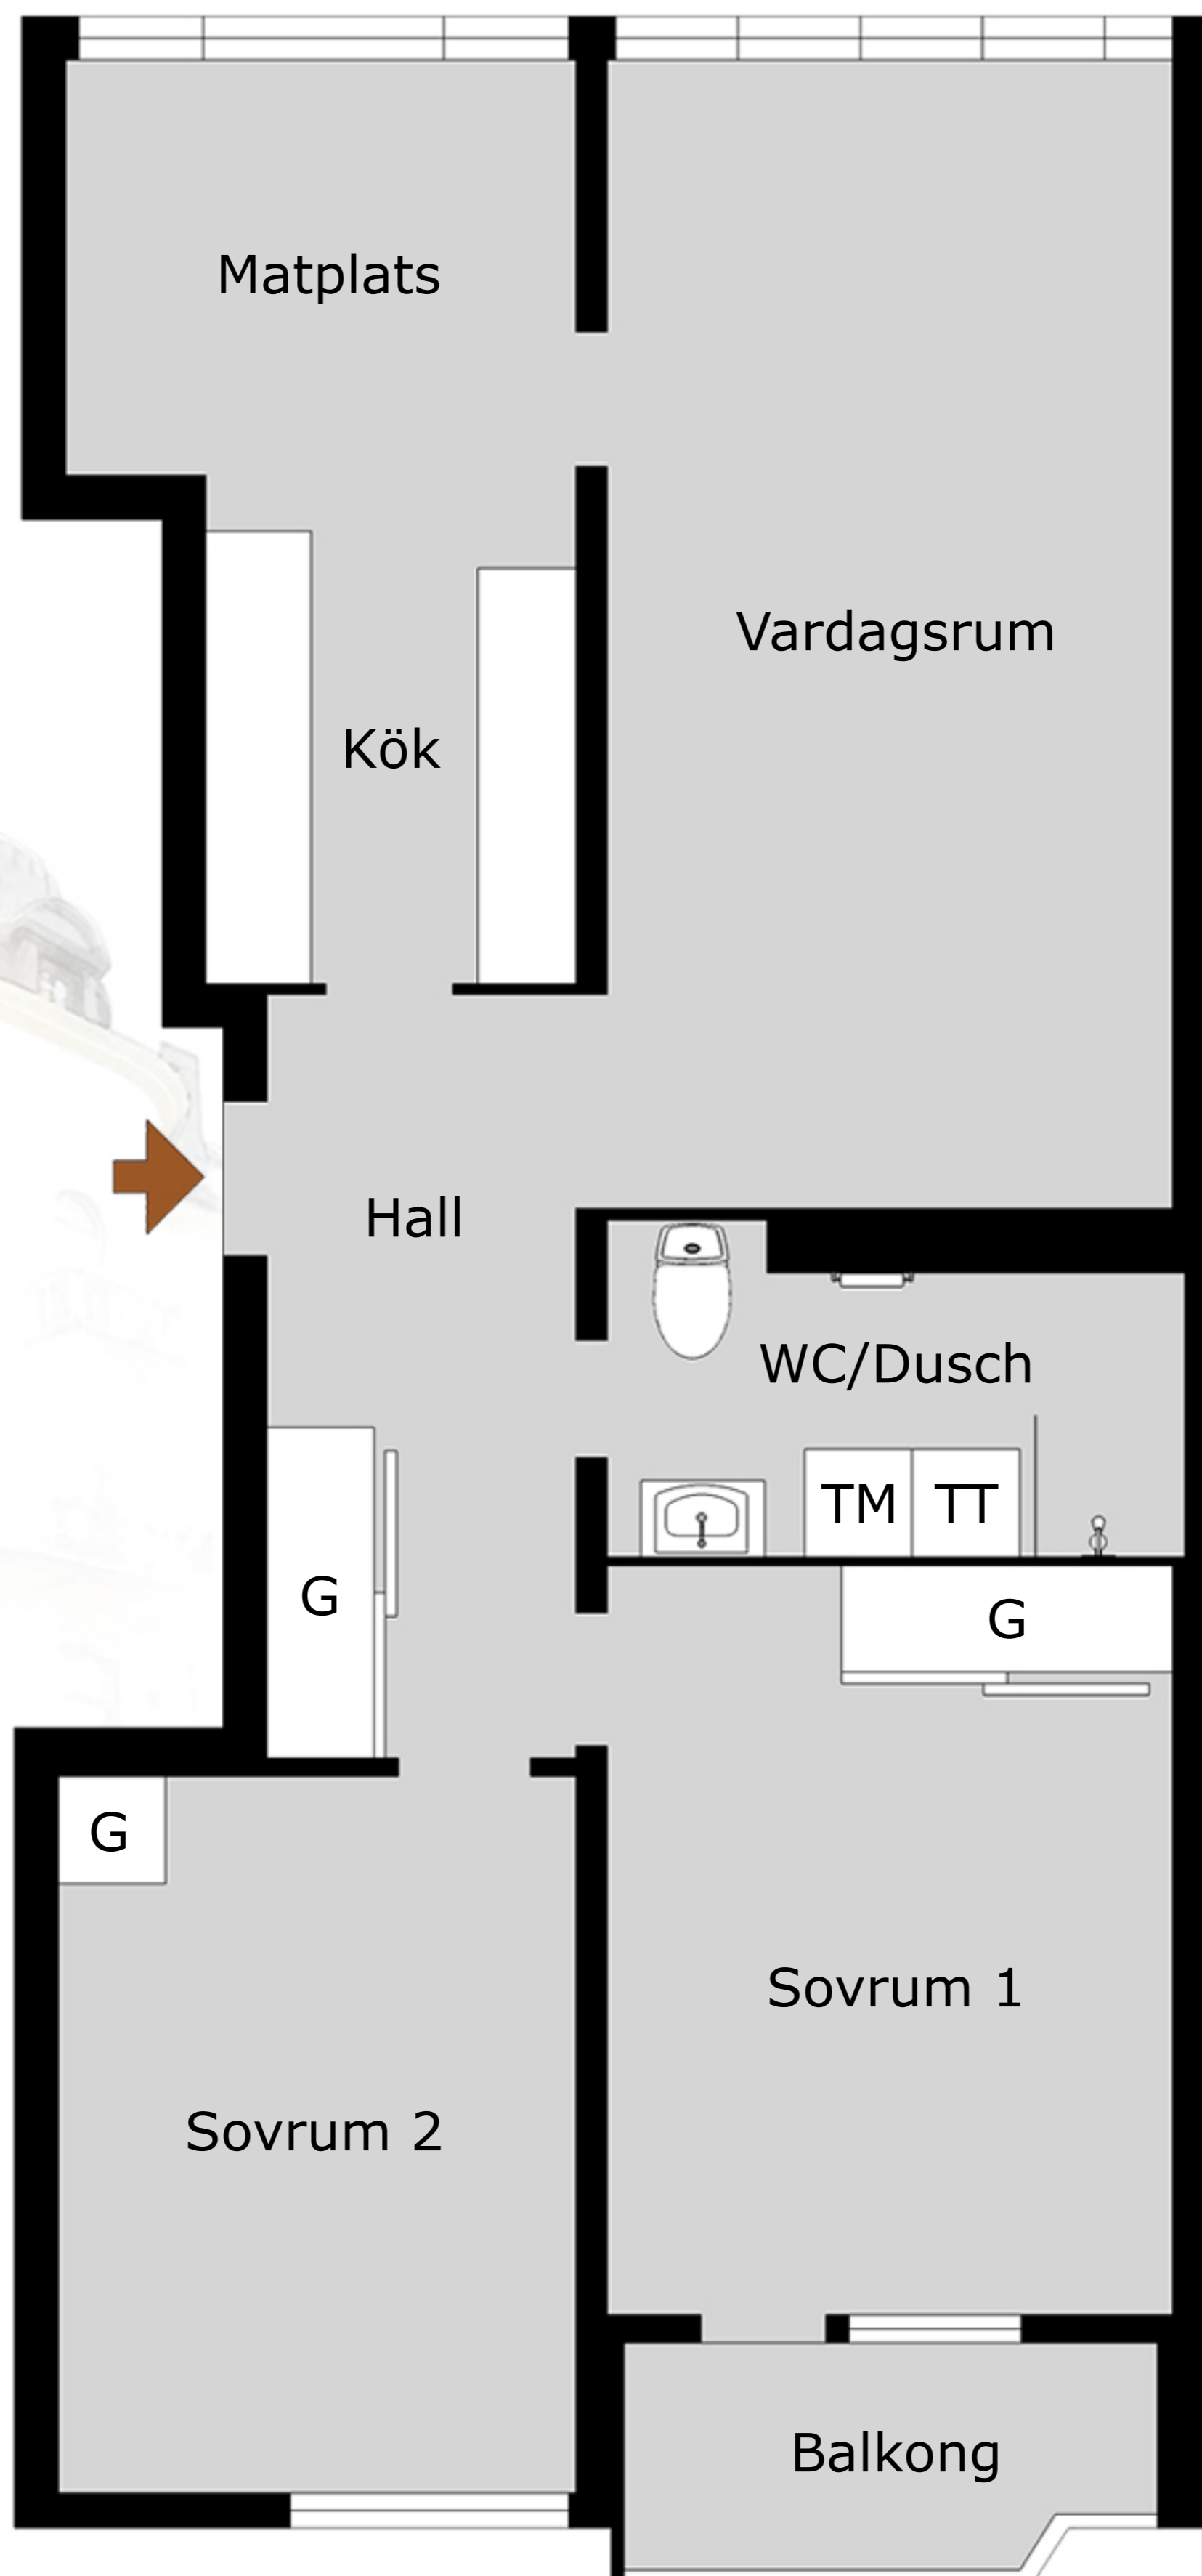 Matplats
Vardagsrum
Kök
Hall
WC/Dusch
TM TT
G
G
G
Sovrum 1
Sovrum 2
Balkong